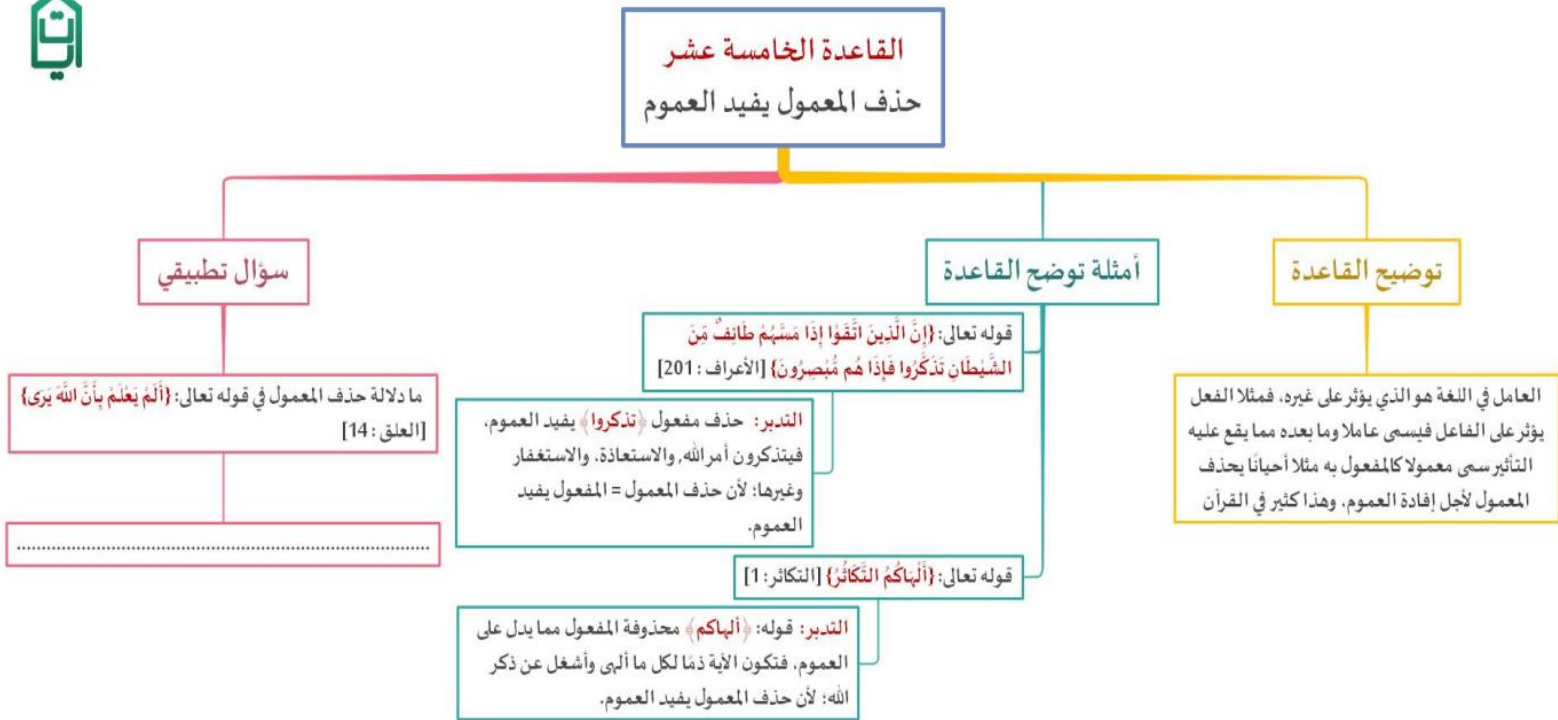 آيات
القاعدة الخامسة عشر
حذف المعمول يفيد العموم
توضيح القاعدة
العامل في اللغة هو الذي يؤثر على غيره، فمثلا الفعل
يؤثر على الفاعل فيسمى عاملا وما بعده مما يقع عليه
التأثير سمى معمولا كالمفعول به مثلا أحيانًا يحذف
المعمول لأجل إفادة العموم، وهذا كثير في القرآن
أمثلة توضح القاعدة
قوله تعالى: {إِنَّ الَّذِينَ اتَّقَوْا إِذَا مَسَّهُمْ طَائِفٌ مِّنَ
الشَّيْطَانِ تَذَكَّرُوا فَإِذَا هُم مُّبْصِرُونَ} [الأعراف: 201]
التدبر: حذف مفعول ﴿تذكروا﴾ يفيد العموم،
فيتذكرون أمر الله, والاستعاذة، والاستغفار
وغيرها؛ لأن حذف المعمول = المفعول يفيد
العموم.
قوله تعالى: {أَلْهَاكُمُ التَّكَاثُرُ} [التكاثر: 1]
التدبر: قوله: ﴿ألهاكم﴾ محذوفة المفعول مما يدل على
العموم، فتكون الآية ذمًا لكل ما ألهى وأشغل عن ذكر
الله؛ لأن حذف المعمول يفيد العموم.
سؤال تطبيقي
ما دلالة حذف المعمول في قوله تعالى: {أَلَمْ يَعْلَمْ بِأَنَّ اللَّهَ يَرَى}
[العلق: 14]
....................................................................................